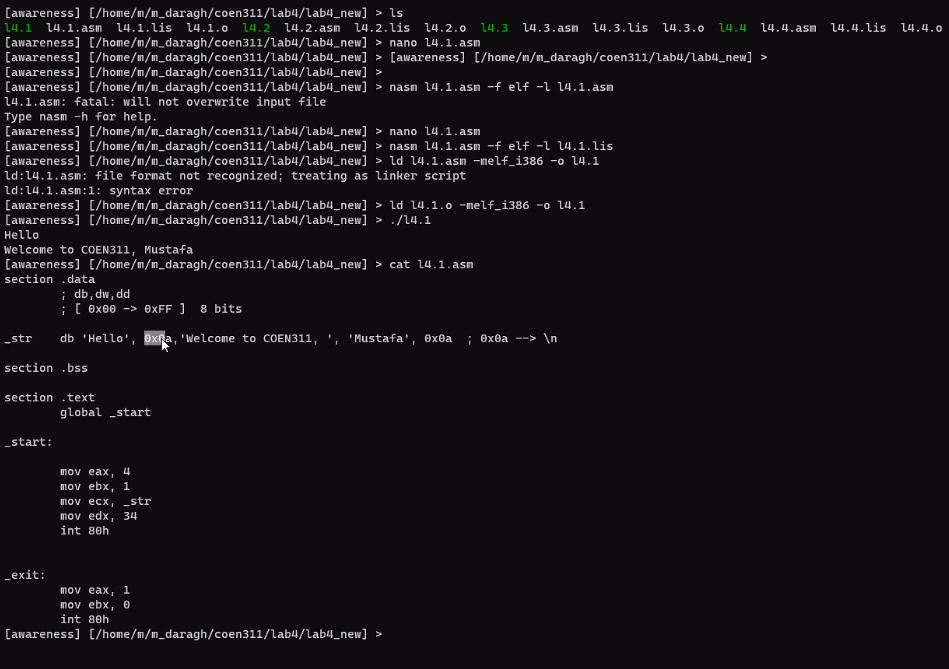 [awareness] [/home/m/m_daragh/coen311/lab4/lab4_new] > ls
l4.1 l4.1.asm l4.1.lis l4.1.o l4.2 l4.2.asm l4.2.lis l4.2.o l4.3 l4.3.asm l4.3.lis l4.3.o l4.4 l4.4.asm l4.4.lis l4.4.o
[awareness] [/home/m/m_daragh/coen311/lab4/lab4_new] > nano l4.1.asm
[awareness] [/home/m/m_daragh/coen311/lab4/lab4_new] > [awareness] [/home/m/m_daragh/coen311/lab4/lab4_new] >
[awareness] [/home/m/m_daragh/coen311/lab4/lab4_new] >
[awareness] [/home/m/m_daragh/coen311/lab4/lab4_new] > nasm l4.1.asm -f elf -l l4.1.asm
l4.1.asm: fatal: will not overwrite input file
Type nasm -h for help.
[awareness] [/home/m/m_daragh/coen311/lab4/lab4_new] > nano l4.1.asm
[awareness] [/home/m/m_daragh/coen311/lab4/lab4_new] > nasm l4.1.asm -f elf -l l4.1.lis
[awareness] [/home/m/m_daragh/coen311/lab4/lab4_new] > ld l4.1.asm -melf_i386 -o l4.1
ld:l4.1.asm: file format not recognized; treating as linker script
ld:l4.1.asm:1: syntax error
[awareness] [/home/m/m_daragh/coen311/lab4/lab4_new] > ld l4.1.o -melf_i386 -o l4.1
[awareness] [/home/m/m_daragh/coen311/lab4/lab4_new] > ./l4.1
Hello
Welcome to COEN311, Mustafa
[awareness] [/home/m/m_daragh/coen311/lab4/lab4_new] > cat l4.1.asm
section .data
; db,dw,dd
; [ 0x00 -> 0xFF ] 8 bits
_str db 'Hello', 0x0a,'Welcome to COEN311, ', 'Mustafa', 0x0a ; 0x0a --> \n
section .bss
section .text
global _start
_start:
mov eax, 4
mov ebx, 1
mov ecx, _str
mov edx, 34
int 80h
_exit:
mov eax, 1
mov ebx, 0
int 80h
[awareness] [/home/m/m_daragh/coen311/lab4/lab4_new] >